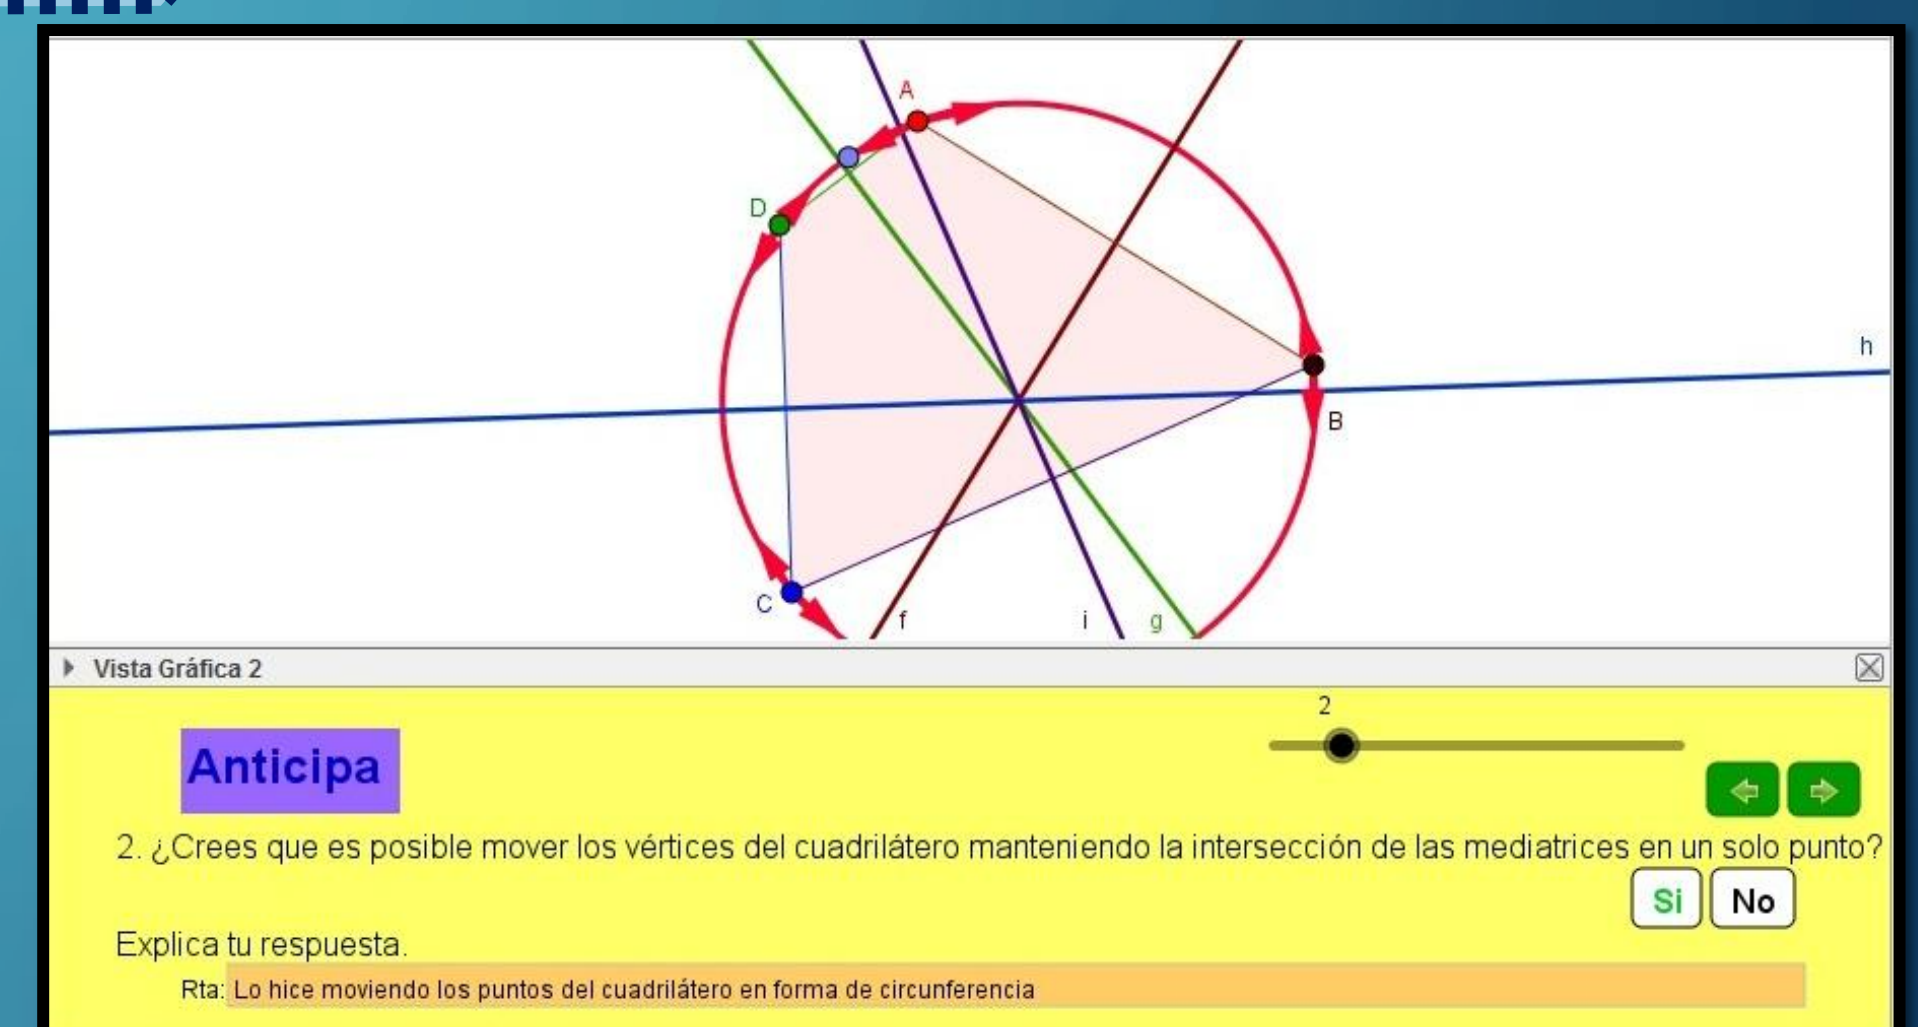 A
D
h
B
C
f
i
g
Vista Gráfica 2
2
Anticipa
2. ¿Crees que es posible mover los vértices del cuadrilátero manteniendo la intersección de las mediatrices en un solo punto?
Si No
Explica tu respuesta.
Rta: Lo hice moviendo los puntos del cuadrilátero en forma de circunferencia